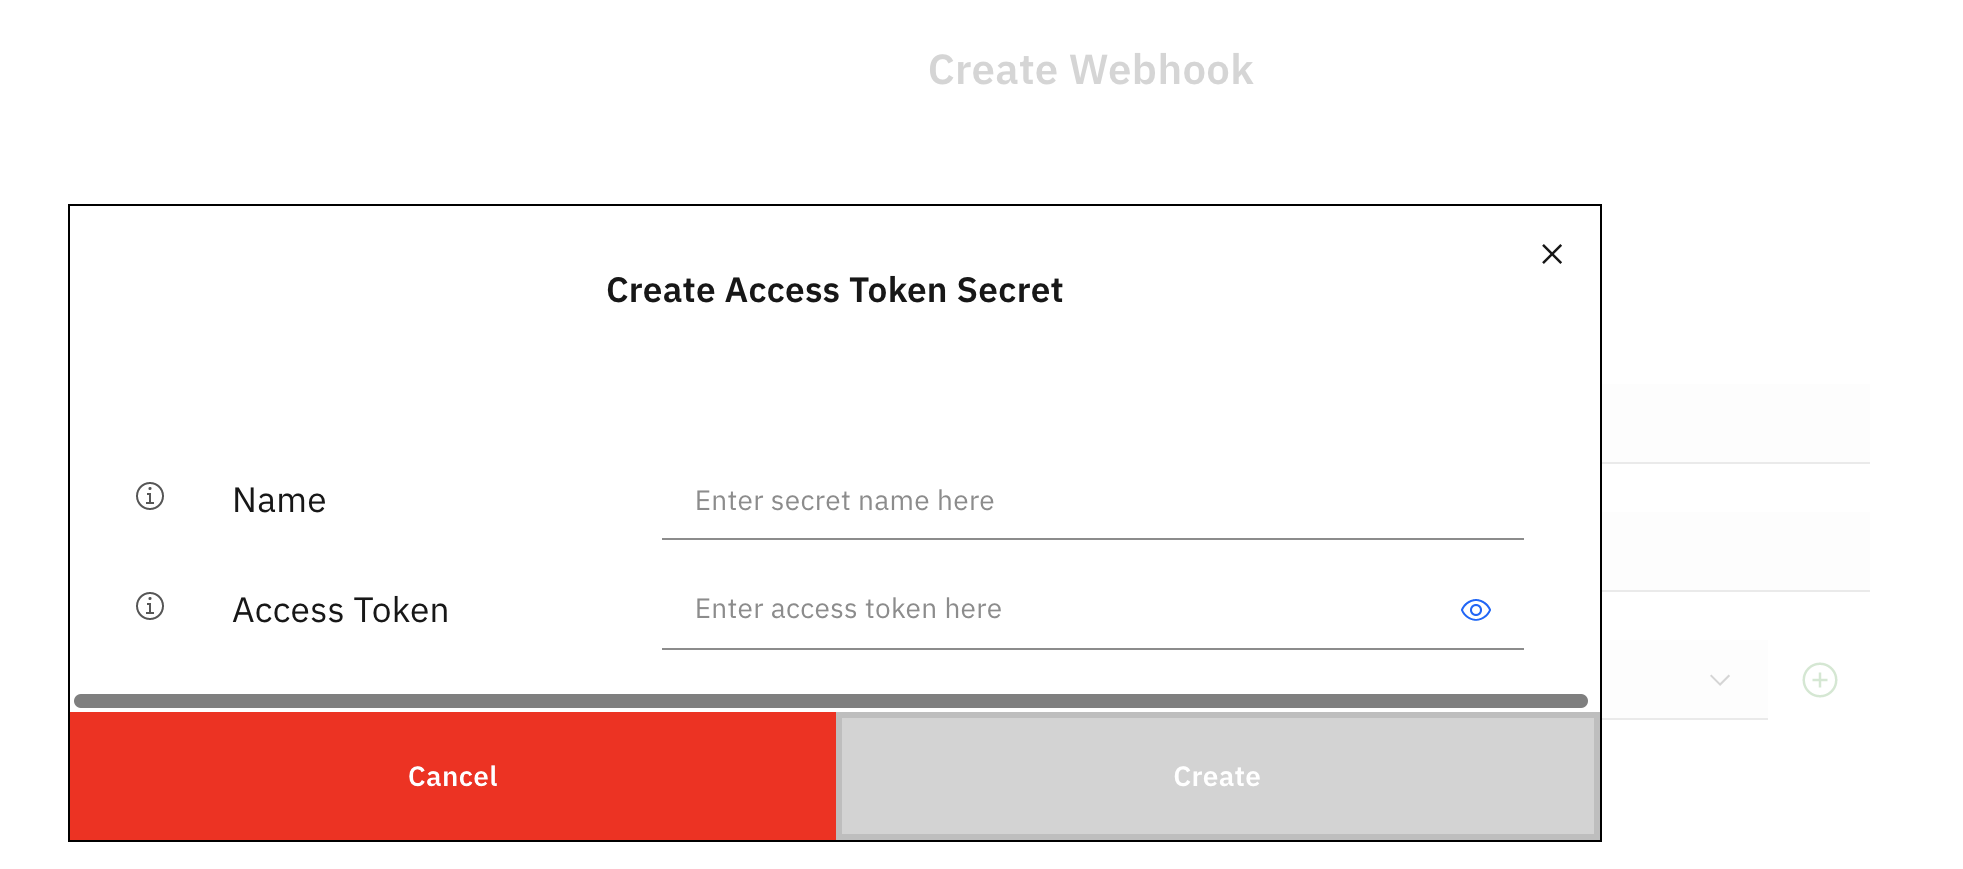 Create Webhook
Create Access Token Secret
Name
Enter secret name here
Access Token
Enter access token here
Cancel
Create